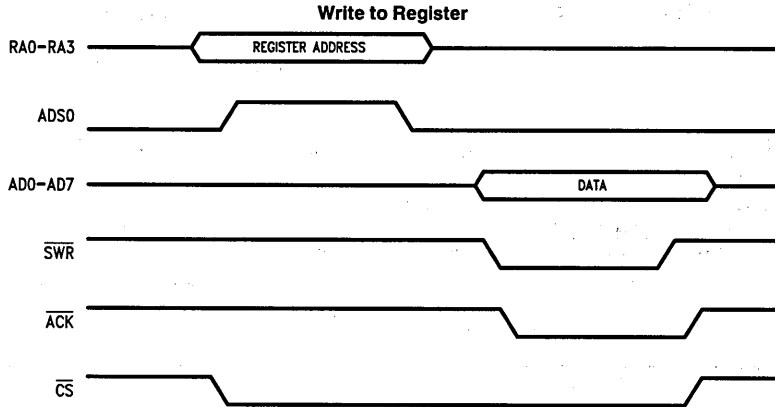 Write to Register
RA0-RA3
REGISTER ADDRESS
ADS0
AD0-AD7
DATA
SWR
ACK
CS